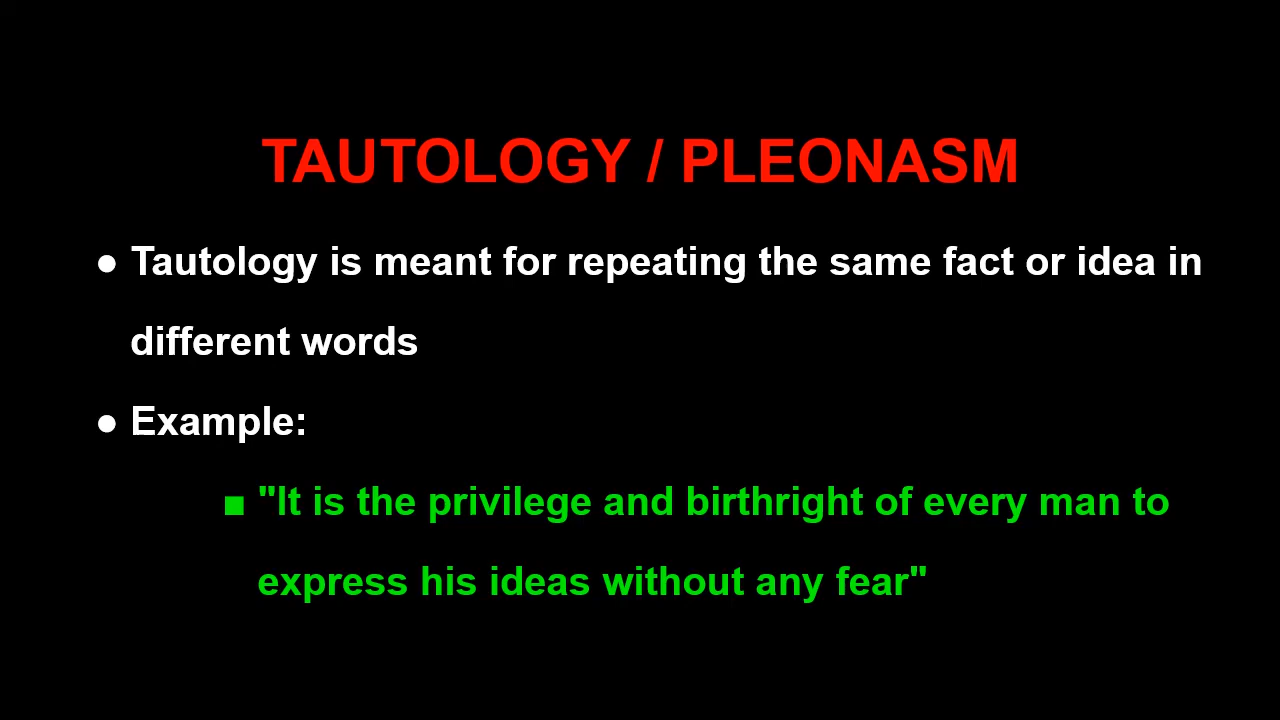 TAUTOLOGY / PLEONASM
● Tautology is meant for repeating the same fact or idea in
different words
● Example:
■ "It is the privilege and birthright of every man to
express his ideas without any fear"